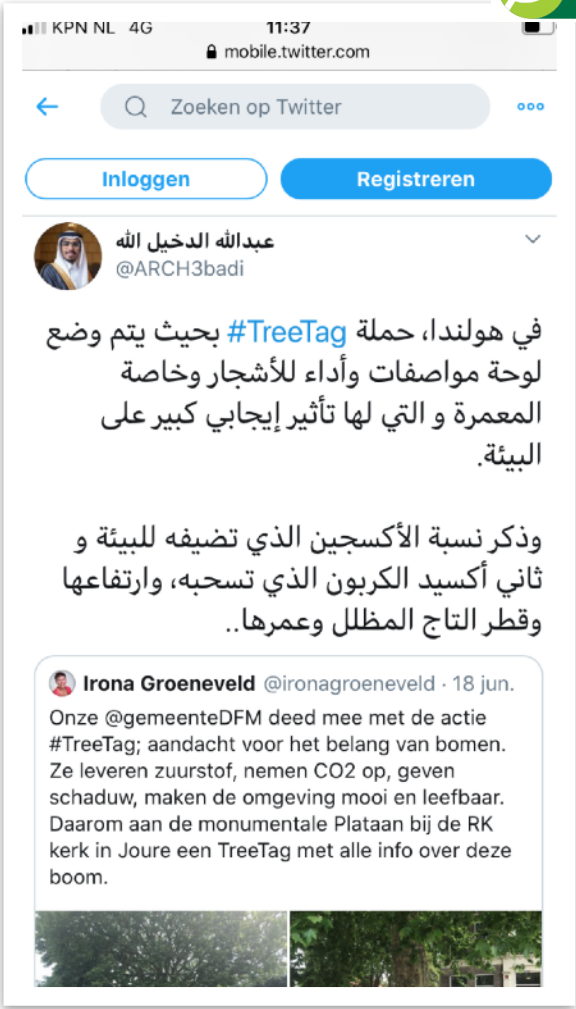 KPN NL 4G 11:37
mobile.twitter.com
Zoeken op Twitter
Inloggen Registreren
عبدالله الدخيل الله
@ARCH3badi
في هولندا، حملة #TreeTag بحيث يتم وضع
لوحة مواصفات وأداء للأشجار وخاصة
المعمرة و التي لها تأثير إيجابي كبير على
البيئة.
وذكر نسبة الأكسجين الذي تضيفه للبيئة و
ثاني أكسيد الكربون الذي تسحبه، وارتفاعها
وقطر التاج المظلل وعمرها..
Irona Groeneveld @ironagroeneveld · 18 jun.
Onze @gemeenteDFM deed mee met de actie
#TreeTag; aandacht voor het belang van bomen.
Ze leveren zuurstof, nemen CO2 op, geven
schaduw, maken de omgeving mooi en leefbaar.
Daarom aan de monumentale Plataan bij de RK
kerk in Joure een TreeTag met alle info over deze
boom.